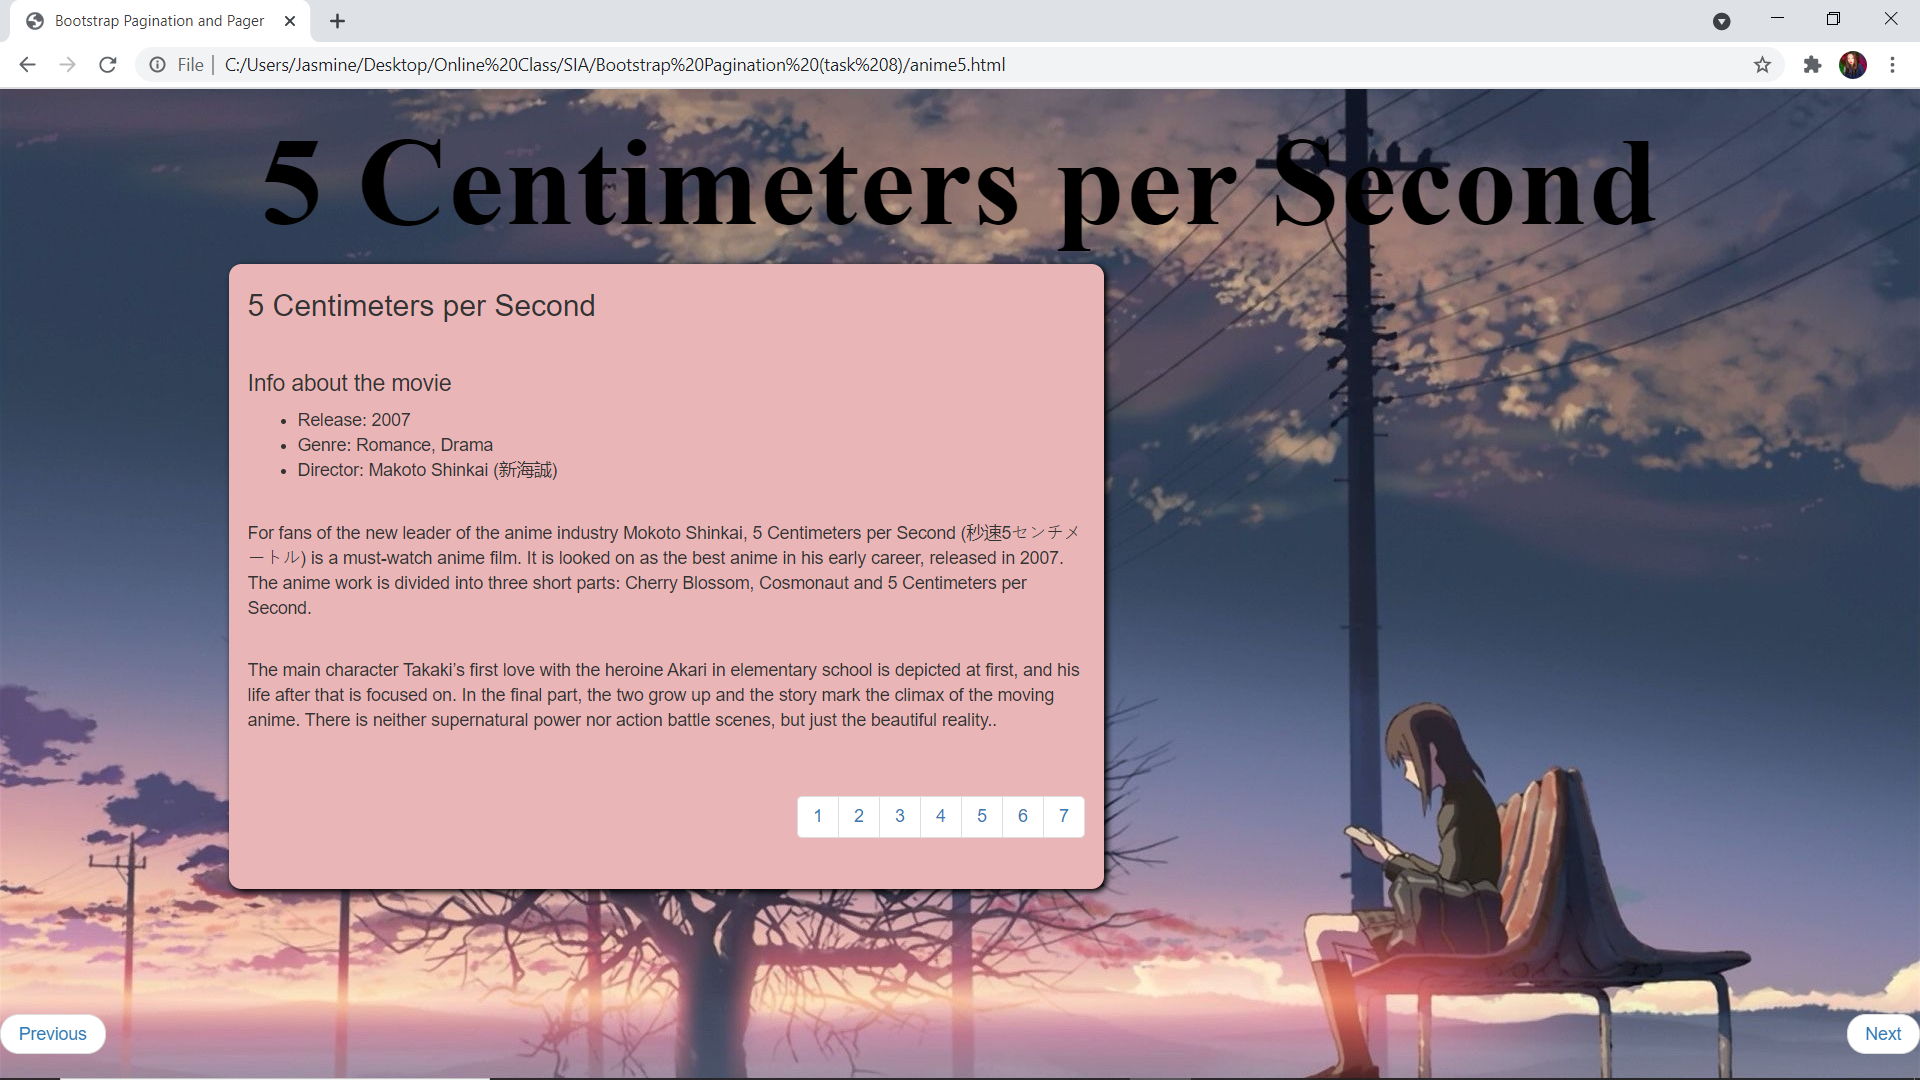 Bootstrap Pagination and Pager
File | C:/Users/Jasmine/Desktop/Online%20Class/SIA/Bootstrap%20Pagination%20(task%208)/anime5.html
5 Centimeters per Second
5 Centimeters per Second
Info about the movie
• Release: 2007
• Genre: Romance, Drama
• Director: Makoto Shinkai (新海誠)
For fans of the new leader of the anime industry Mokoto Shinkai, 5 Centimeters per Second (秒速5センチメ
ートル) is a must-watch anime film. It is looked on as the best anime in his early career, released in 2007.
The anime work is divided into three short parts: Cherry Blossom, Cosmonaut and 5 Centimeters per
Second.
The main character Takaki’s first love with the heroine Akari in elementary school is depicted at first, and his
life after that is focused on. In the final part, the two grow up and the story mark the climax of the moving
anime. There is neither supernatural power nor action battle scenes, but just the beautiful reality..
1 2 3 4 5 6 7
Previous Next